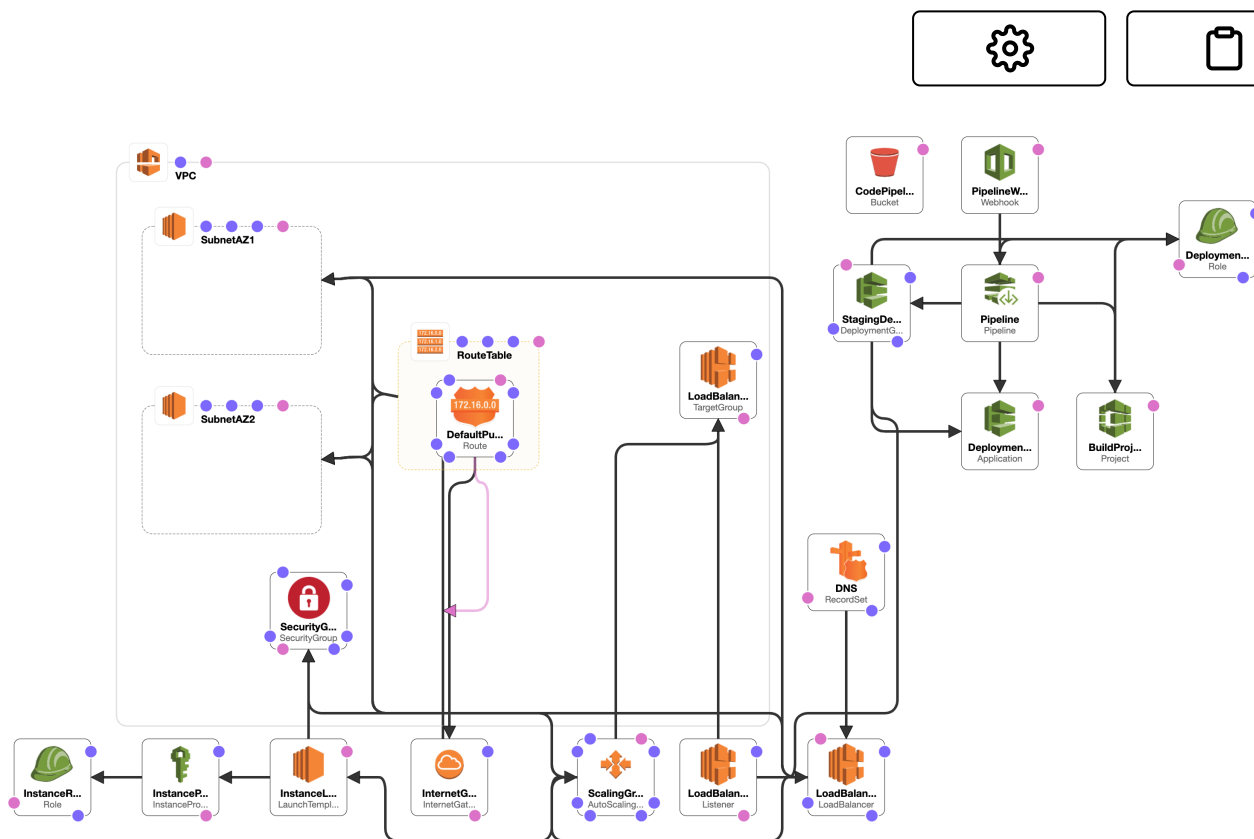 VPC
SubnetAZ1
SubnetAZ2
172.16.0.0
172.16.1.0
172.16.2.0
RouteTable
172.16.0.0
DefaultPu...
Route
LoadBalan...
TargetGroup
SecurityG...
SecurityGroup
CodePipel...
Bucket
PipelineW...
Webhook
Deploymen...
Role
StagingDe...
DeploymentG...
Pipeline
Pipeline
Deploymen...
Application
BuildProj...
Project
DNS
RecordSet
InstanceR...
Role
InstanceP...
InstancePro...
InstanceL...
LaunchTempl...
InternetG...
InternetGat...
ScalingGr...
AutoScaling...
LoadBalan...
Listener
LoadBalan...
LoadBalancer